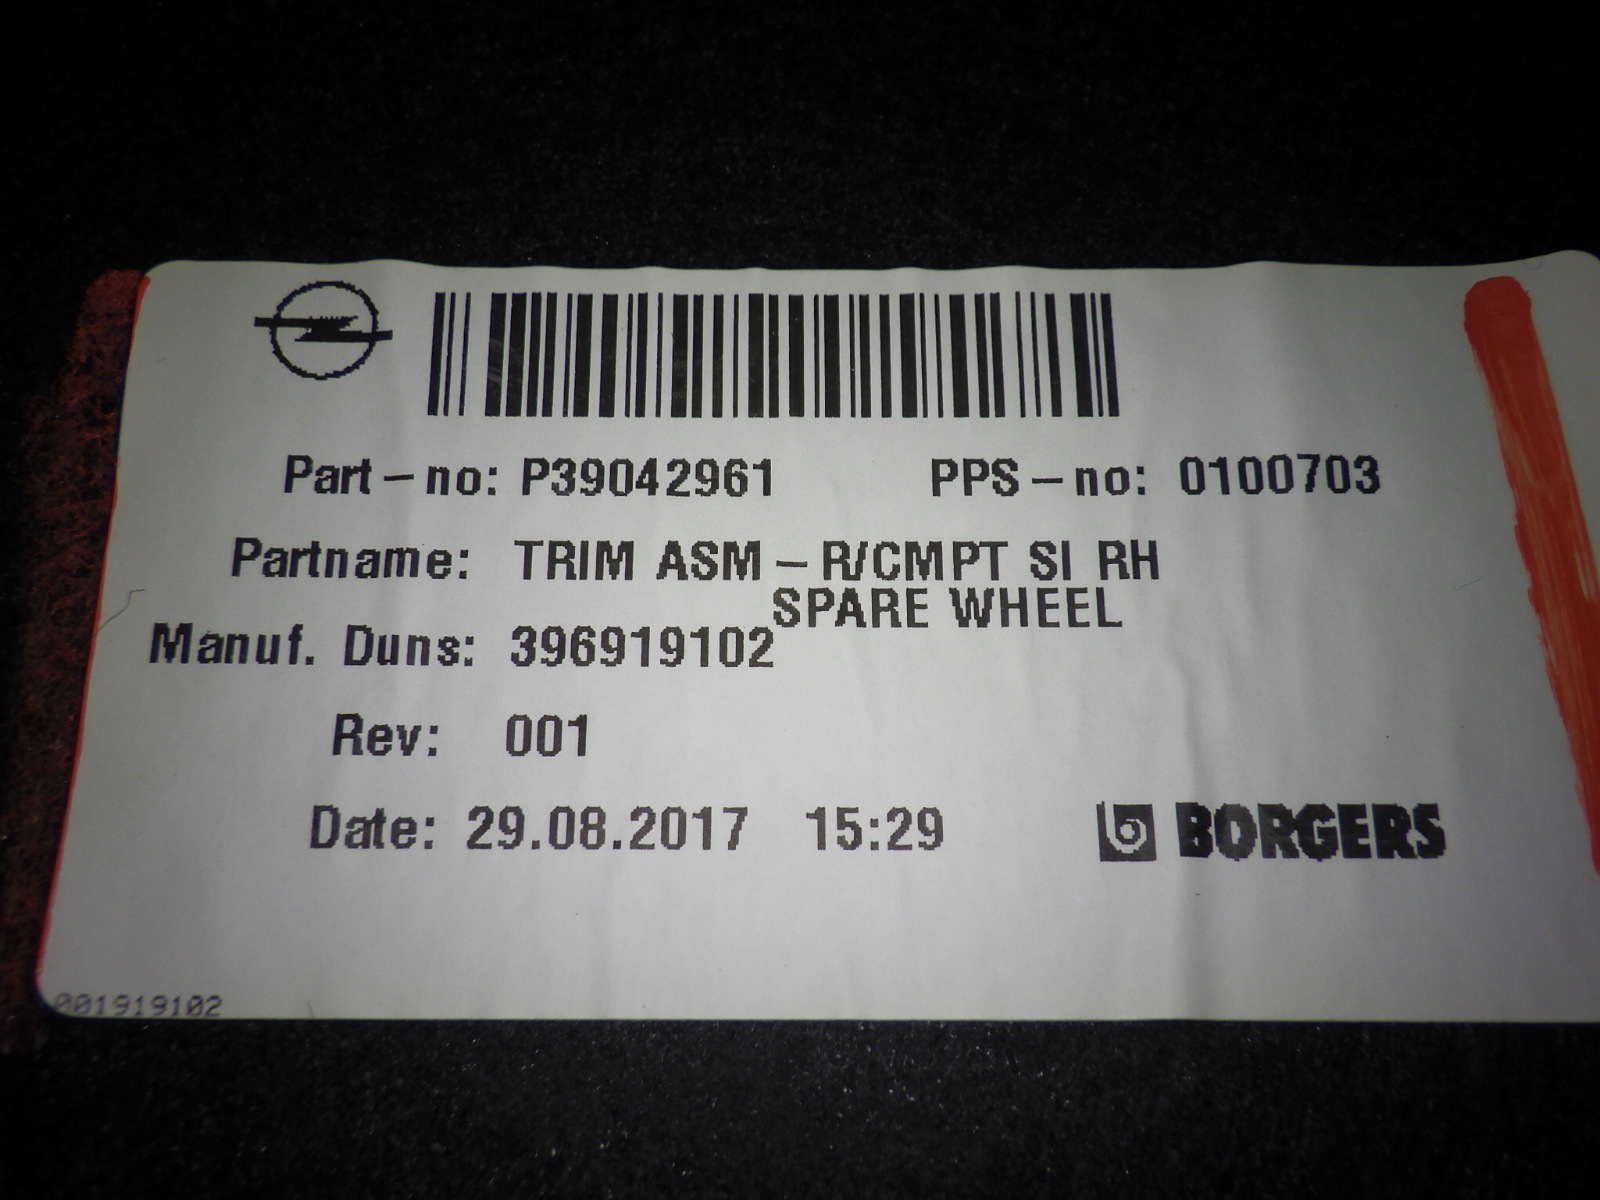 Part-no: P39042961 PPS-no: 0100703
Partname: TRIM ASM-R/CMPT SI RH
SPARE WHEEL
Manuf. Duns: 396919102
Rev: 001
Date: 29.08.2017 15:29
BORGERS
001919102